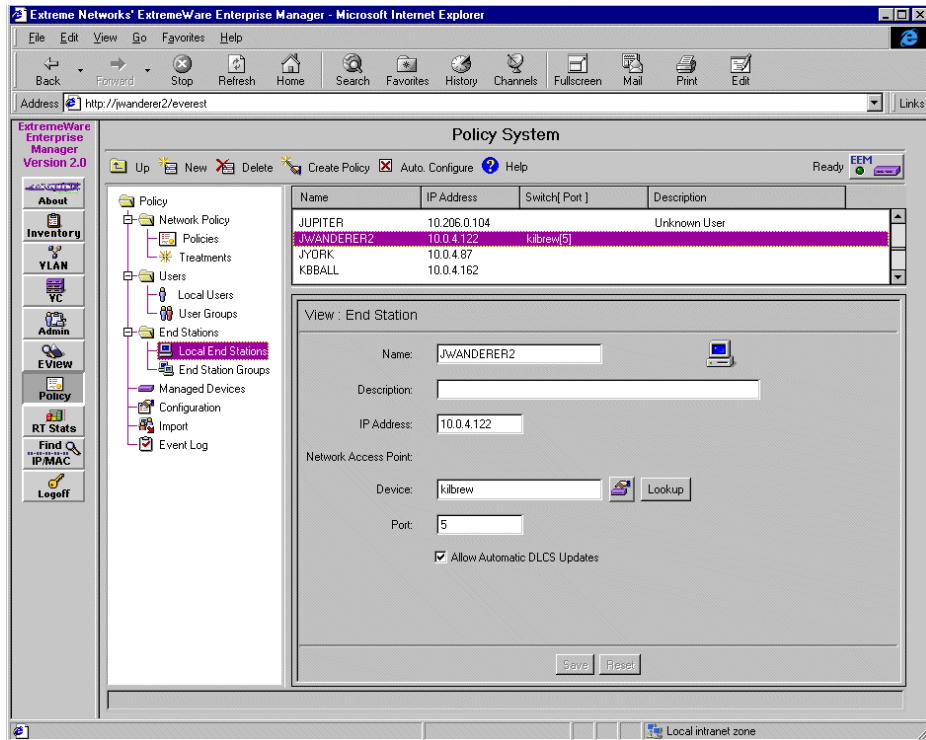 Extreme Networks' ExtremeWare Enterprise Manager - Microsoft Internet Explorer
File Edit View Go Favorites Help
Back Forward Stop Refresh Home Search Favorites History Channels Fullscreen Mail Print Edit
Address http://jwanderer2/everest Links
ExtremeWare
Enterprise
Manager
Version 2.0
About
Inventory
VLAN
VC
Admin
EView
Policy
RT Stats
Find
IP/MAC
Logoff
Policy System
Up New Delete Create Policy Auto. Configure Help Ready EEM
Policy
Network Policy
Policies
Treatments
Users
Local Users
User Groups
End Stations
Local End Stations
End Station Groups
Managed Devices
Configuration
Import
Event Log
Name IP Address Switch[ Port ] Description
JUPITER 10.206.0.104 Unknown User
JWANDERER2 10.0.4.122 kilbrew[5]
JYORK 10.0.4.87
KBBALL 10.0.4.162
View : End Station
Name: JWANDERER2
Description:
IP Address: 10.0.4.122
Network Access Point:
Device: kilbrew Lookup
Port: 5
Allow Automatic DLCS Updates
Save Reset
Local intranet zone